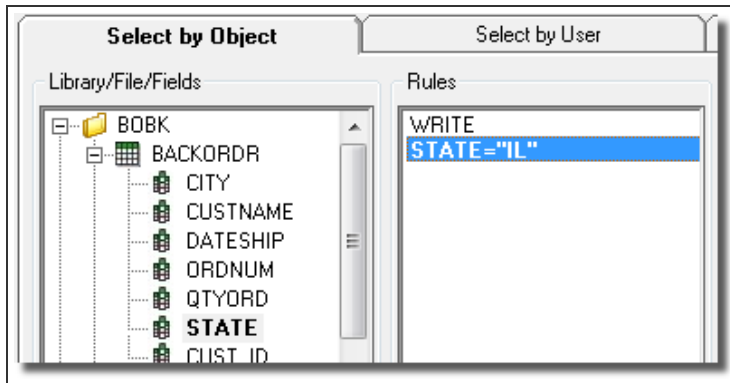 Select by Object
Select by User
Library/File/Fields
BOBK
BACKORDR
CITY
CUSTNAME
DATESHIP
ORDNUM
QTYORD
STATE
CUST_ID
Rules
WRITE
STATE="IL"